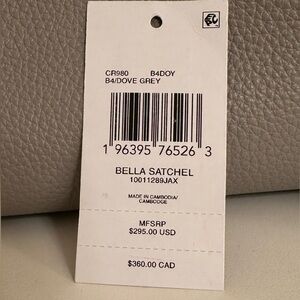 CR980 B4DOY
B4/DOVE GREY
1 96395 76526 3
BELLA SATCHEL
10011289JAX
MADE IN CAMBODIA/
CAMBODGE
MFSRP
$295.00 USD
$360.00 CAD